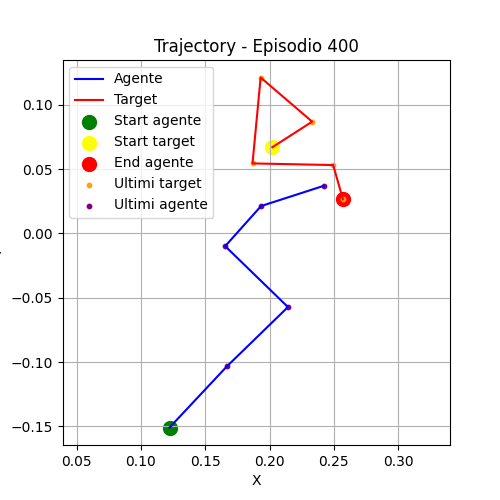 Trajectory - Episodio 400
Agente
Target
Start agente
Start target
End agente
Ultimi target
Ultimi agente
0.10
0.05
0.00
−0.05
−0.10
−0.15
0.05
0.10
0.15
0.20
0.25
0.30
X